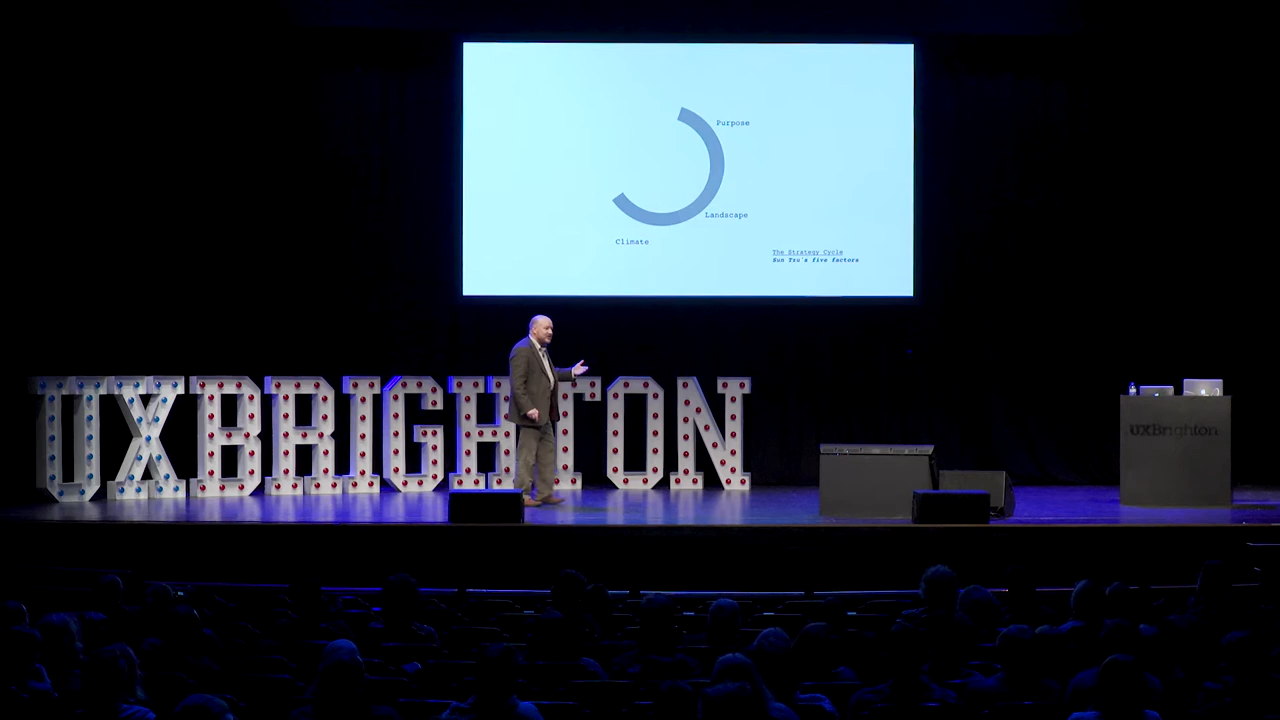 Purpose
Landscape
Climate
The Strategy Cycle
Sun Tzu's five factors
UXBRIGHTON
UXBrighton